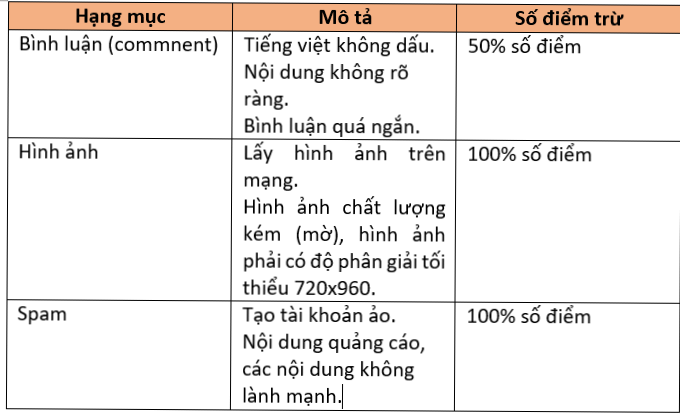 Hạng mục
Mô tả
Số điểm trừ
Bình luận (commnent)
Tiếng việt không dấu.
Nội dung không rõ
ràng.
Bình luận quá ngắn.
50% số điểm
Hình ảnh
Lấy hình ảnh trên
mạng.
Hình ảnh chất lượng
kém (mờ), hình ảnh
phải có độ phân giải tối
thiểu 720x960.
100% số điểm
Spam
Tạo tài khoản ảo.
Nội dung quảng cáo,
các nội dung không
lành mạnh.
100% số điểm